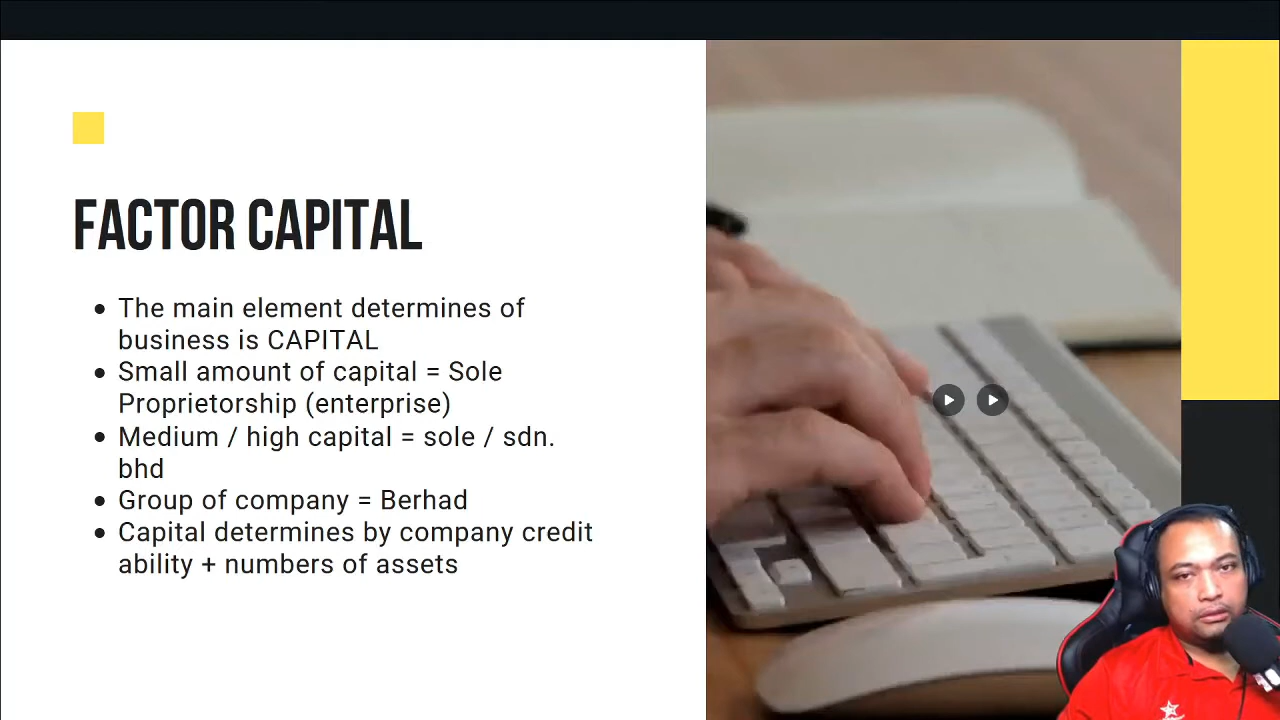 FACTOR CAPITAL
The main element determines of
business is CAPITAL
Small amount of capital = Sole
Proprietorship (enterprise)
Medium / high capital = sole / sdn.
bhd
Group of company = Berhad
Capital determines by company credit
ability + numbers of assets